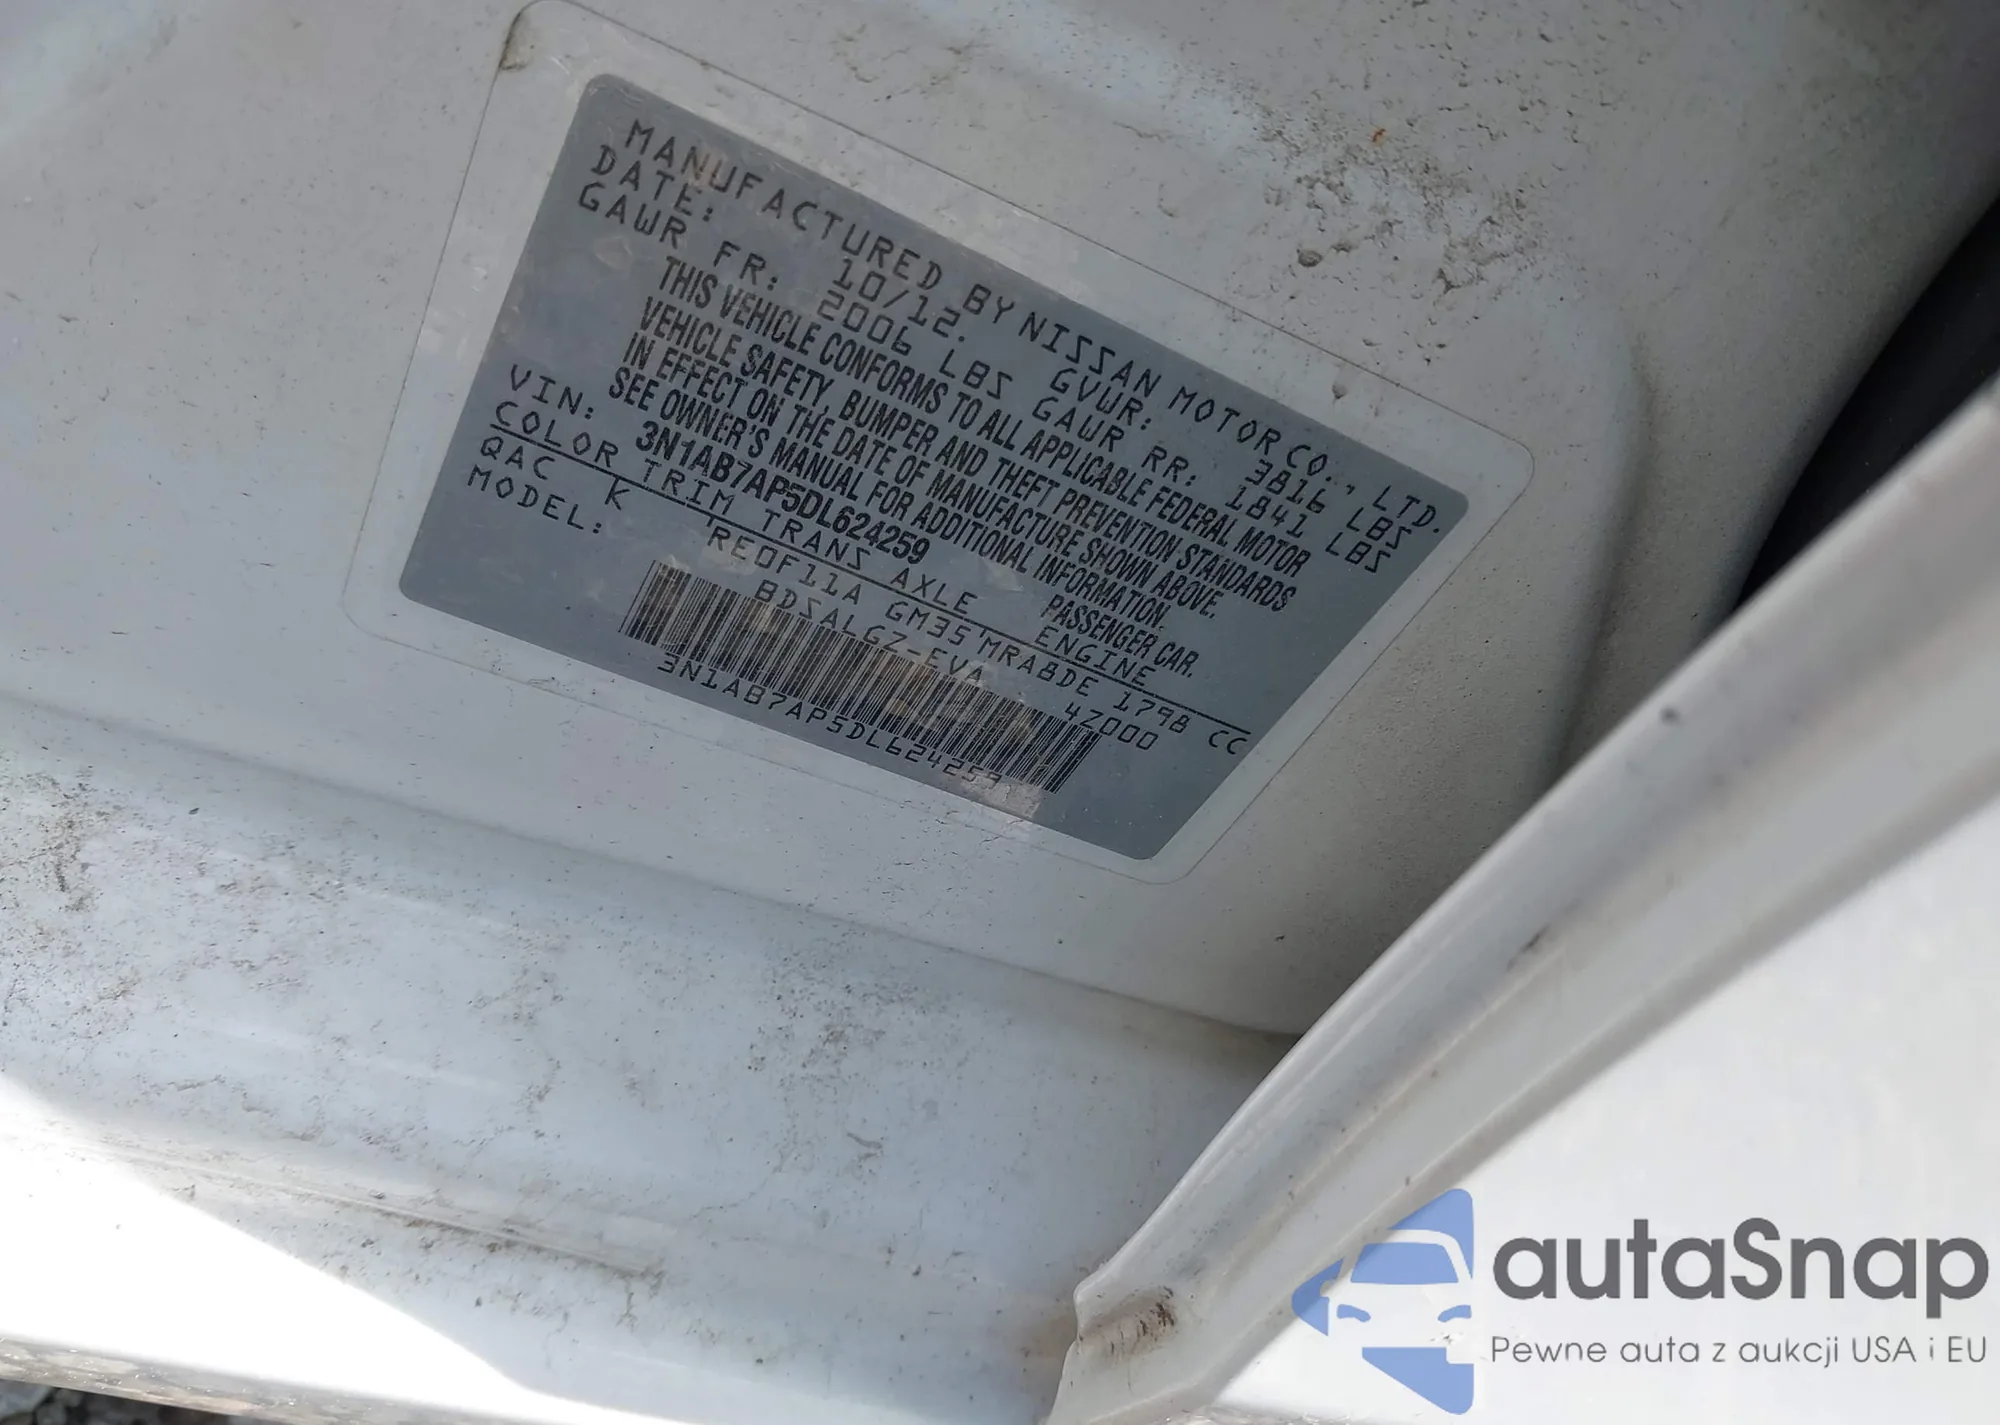 MANUFACTURED BY NISSAN MOTOR CO., LTD.
DATE: 10/12. GVWR: 3816 LBS
GAWR FR: 2006 LBS GAWR RR: 1841 LBS
THIS VEHICLE CONFORMS TO ALL APPLICABLE FEDERAL MOTOR
VEHICLE SAFETY, BUMPER AND THEFT PREVENTION STANDARDS
IN EFFECT ON THE DATE OF MANUFACTURE SHOWN ABOVE.
SEE OWNER'S MANUAL FOR ADDITIONAL INFORMATION.
VIN: 3N1AB7AP5DL624259 PASSENGER CAR.
COLOR TRIM TRANS AXLE ENGINE
QAC K RE0F11A GM35 MRA8DE 1798 CC
MODEL: BDSALGZ-EVA 4Z000
3N1AB7AP5DL624259
autaSnap
Pewne auta z aukcji USA i EU